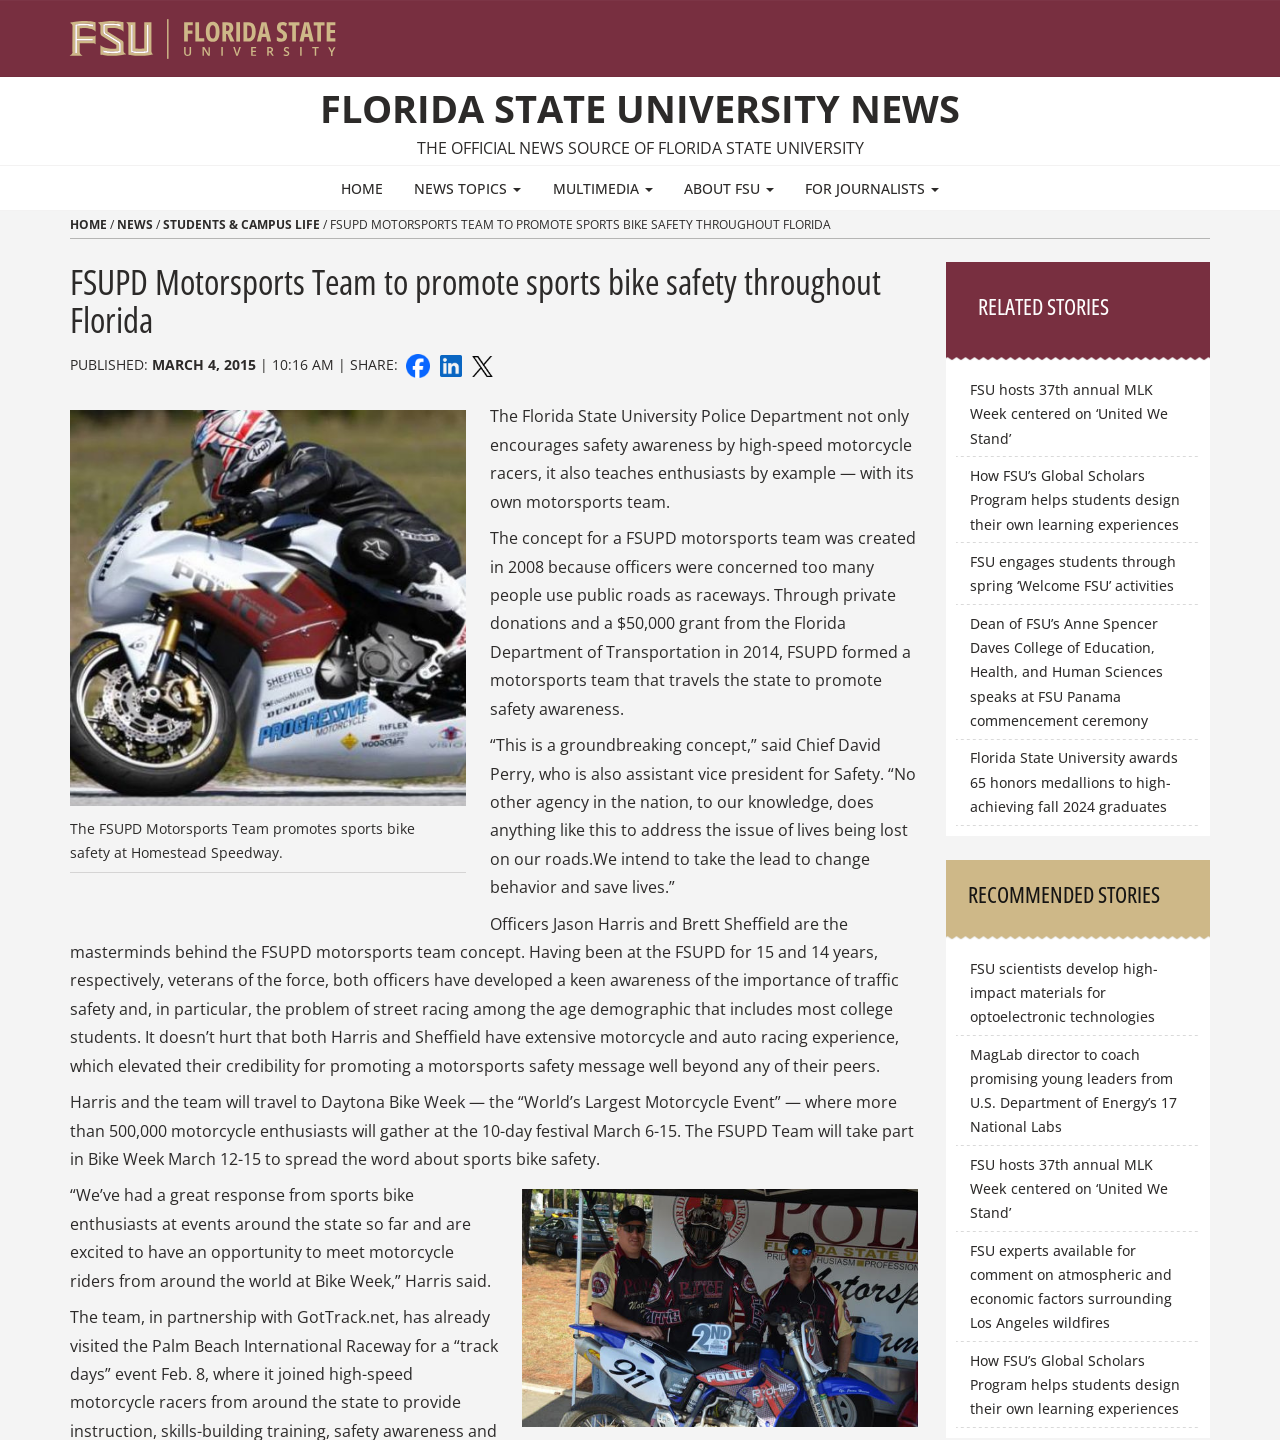 FSU FLORIDA STATE
UNIVERSITY
FLORIDA STATE UNIVERSITY NEWS
THE OFFICIAL NEWS SOURCE OF FLORIDA STATE UNIVERSITY
HOME NEWS TOPICS MULTIMEDIA ABOUT FSU FOR JOURNALISTS
HOME / NEWS / STUDENTS & CAMPUS LIFE / FSUPD MOTORSPORTS TEAM TO PROMOTE SPORTS BIKE SAFETY THROUGHOUT FLORIDA
FSUPD Motorsports Team to promote sports bike safety throughout
Florida
PUBLISHED: MARCH 4, 2015 | 10:16 AM | SHARE:
Arai
POLICE
SHEFFIELD
DUNLOP
PROGRESSIVE
MOTORCYCLE
fitFLEX
WOODCRAFT
VISION
The FSUPD Motorsports Team promotes sports bike
safety at Homestead Speedway.
The Florida State University Police Department not only
encourages safety awareness by high-speed motorcycle
racers, it also teaches enthusiasts by example — with its
own motorsports team.
The concept for a FSUPD motorsports team was created
in 2008 because officers were concerned too many
people use public roads as raceways. Through private
donations and a $50,000 grant from the Florida
Department of Transportation in 2014, FSUPD formed a
motorsports team that travels the state to promote
safety awareness.
“This is a groundbreaking concept,” said Chief David
Perry, who is also assistant vice president for Safety. “No
other agency in the nation, to our knowledge, does
anything like this to address the issue of lives being lost
on our roads.We intend to take the lead to change
behavior and save lives.”
Officers Jason Harris and Brett Sheffield are the
masterminds behind the FSUPD motorsports team concept. Having been at the FSUPD for 15 and 14 years,
respectively, veterans of the force, both officers have developed a keen awareness of the importance of traffic
safety and, in particular, the problem of street racing among the age demographic that includes most college
students. It doesn’t hurt that both Harris and Sheffield have extensive motorcycle and auto racing experience,
which elevated their credibility for promoting a motorsports safety message well beyond any of their peers.
Harris and the team will travel to Daytona Bike Week — the “World’s Largest Motorcycle Event” — where more
than 500,000 motorcycle enthusiasts will gather at the 10-day festival March 6-15. The FSUPD Team will take part
in Bike Week March 12-15 to spread the word about sports bike safety.
“We’ve had a great response from sports bike
enthusiasts at events around the state so far and are
excited to have an opportunity to meet motorcycle
riders from around the world at Bike Week,” Harris said.
The team, in partnership with GotTrack.net, has already
visited the Palm Beach International Raceway for a “track
days” event Feb. 8, where it joined high-speed
motorcycle racers from around the state to provide
instruction, skills-building training, safety awareness and
POLI
FLORIDA STATE U
Motorsp
POLICE
2ND
911
POLICE
RELATED STORIES
FSU hosts 37th annual MLK
Week centered on ‘United We
Stand’
How FSU’s Global Scholars
Program helps students design
their own learning experiences
FSU engages students through
spring ‘Welcome FSU’ activities
Dean of FSU’s Anne Spencer
Daves College of Education,
Health, and Human Sciences
speaks at FSU Panama
commencement ceremony
Florida State University awards
65 honors medallions to high-
achieving fall 2024 graduates
RECOMMENDED STORIES
FSU scientists develop high-
impact materials for
optoelectronic technologies
MagLab director to coach
promising young leaders from
U.S. Department of Energy’s 17
National Labs
FSU hosts 37th annual MLK
Week centered on ‘United We
Stand’
FSU experts available for
comment on atmospheric and
economic factors surrounding
Los Angeles wildfires
How FSU’s Global Scholars
Program helps students design
their own learning experiences